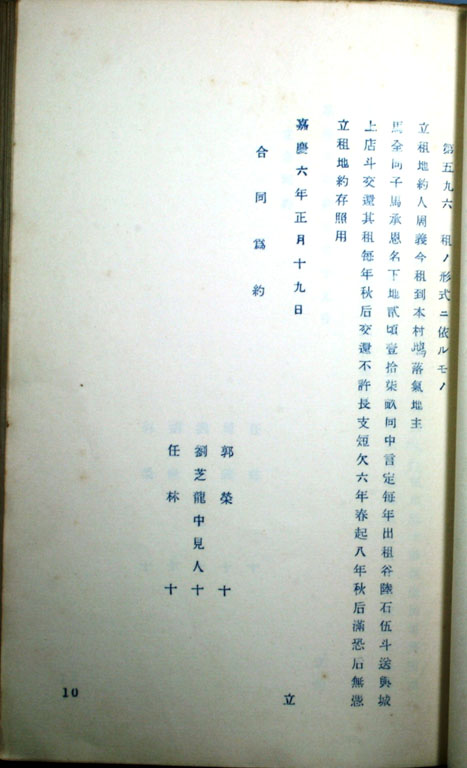 第五九六　租ノ形式ニ依ルモノ
立租地約人周義今租到本村地落氣地主
馬全同子馬承恩名下地貳頃壹拾柒畝同中言定每年出租谷陸石伍斗送與城
上店斗交還其租每年秋后交還不許長支短欠六年春起八年秋后滿恐后無憑
立租地約存照用
嘉慶六年正月十九日　立
合同爲約
郭榮　十
劉芝龍中見人十
任林　十
10